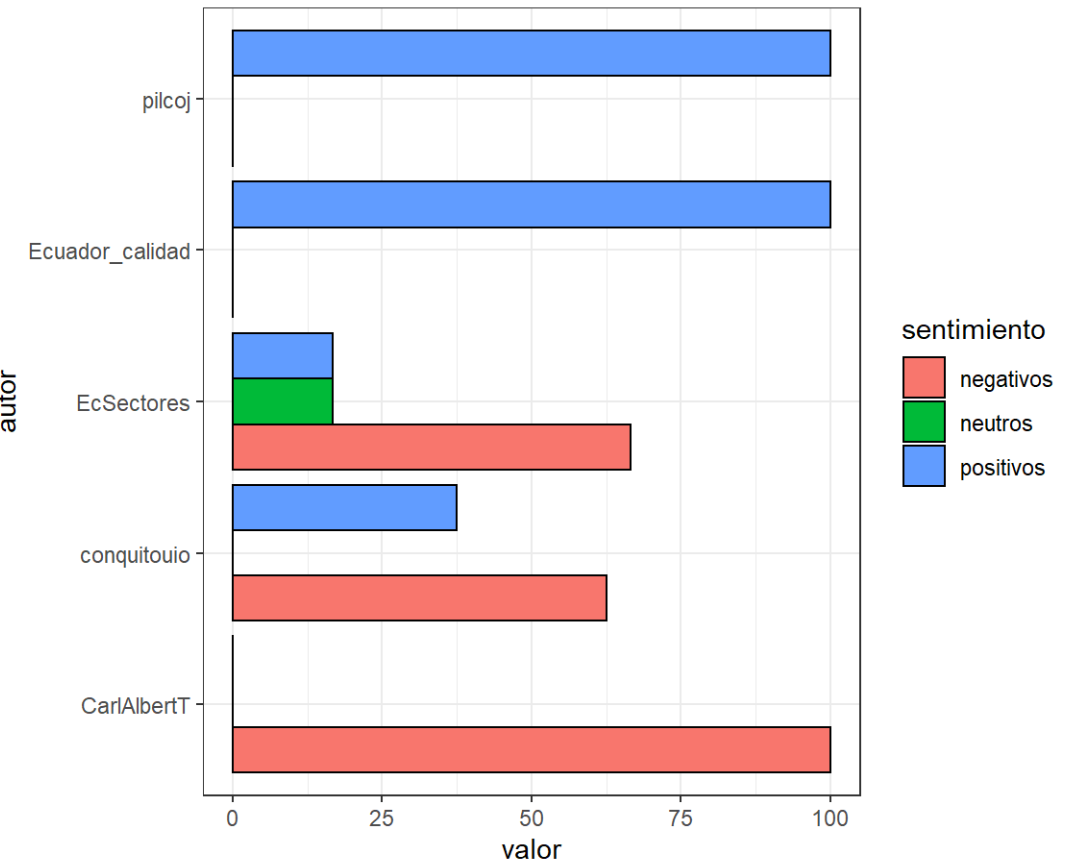 pilcoj
Ecuador_calidad
EcSectores
conquitouio
CarlAlbertT
autor
0 25 50 75 100
valor
sentimiento
negativos
neutros
positivos